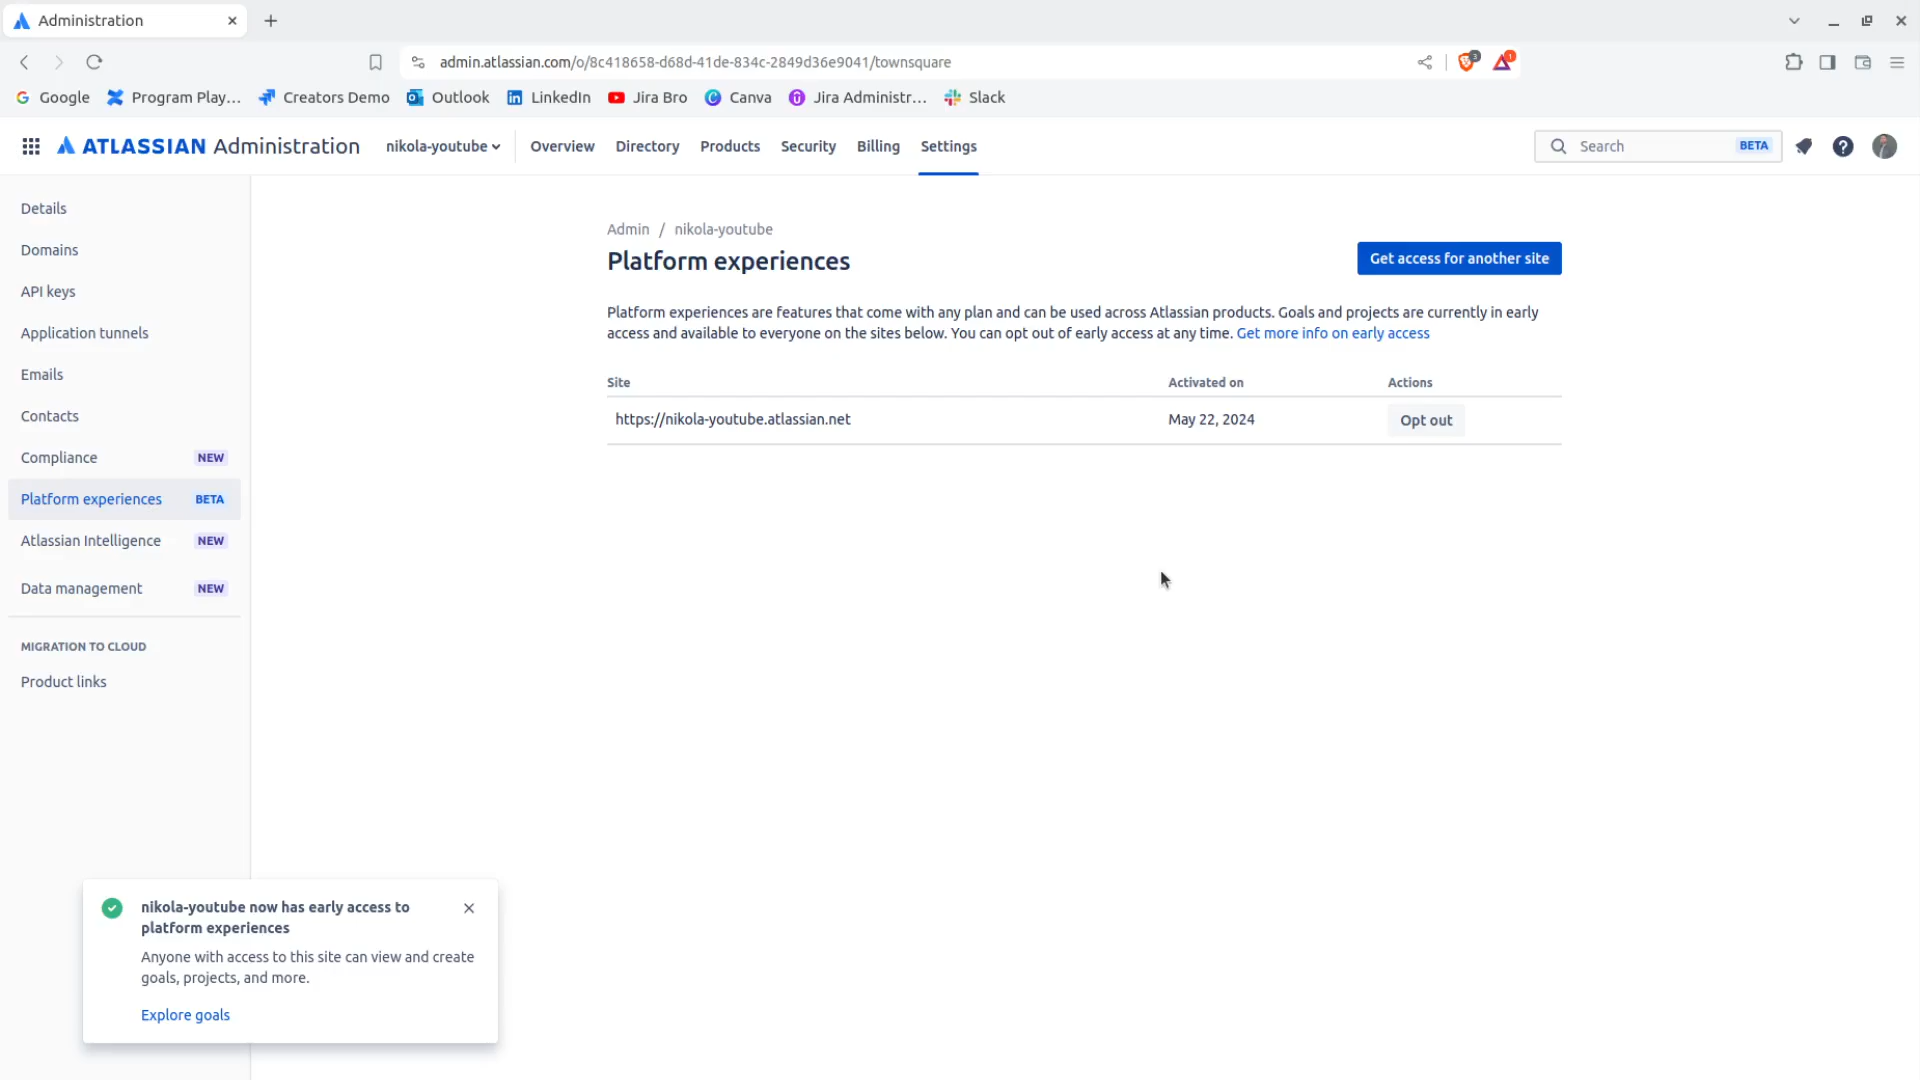 Administration
admin.atlassian.com/o/8c418658-d68d-41de-834c-2849d36e9041/townsquare
3
1
Google
Program Play...
Creators Demo
Outlook
LinkedIn
Jira Bro
Canva
Jira Administr...
Slack
ATLASSIAN Administration
nikola-youtube
Overview
Directory
Products
Security
Billing
Settings
Search
BETA
Details
Domains
API keys
Application tunnels
Emails
Contacts
Compliance NEW
Platform experiences BETA
Atlassian Intelligence NEW
Data management NEW
MIGRATION TO CLOUD
Product links
Admin / nikola-youtube
Platform experiences
Get access for another site
Platform experiences are features that come with any plan and can be used across Atlassian products. Goals and projects are currently in early
access and available to everyone on the sites below. You can opt out of early access at any time. Get more info on early access
Site Activated on Actions
https://nikola-youtube.atlassian.net May 22, 2024 Opt out
nikola-youtube now has early access to
platform experiences
Anyone with access to this site can view and create
goals, projects, and more.
Explore goals